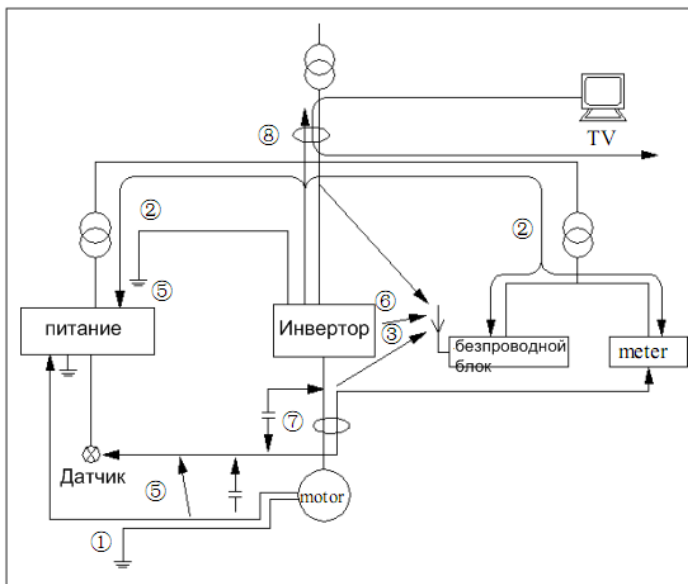 TV
⑧
②
②
⑤
питание
Инвертор
⑥
③
безпроводной
блок
meter
⑦
Датчик
⑤
motor
①